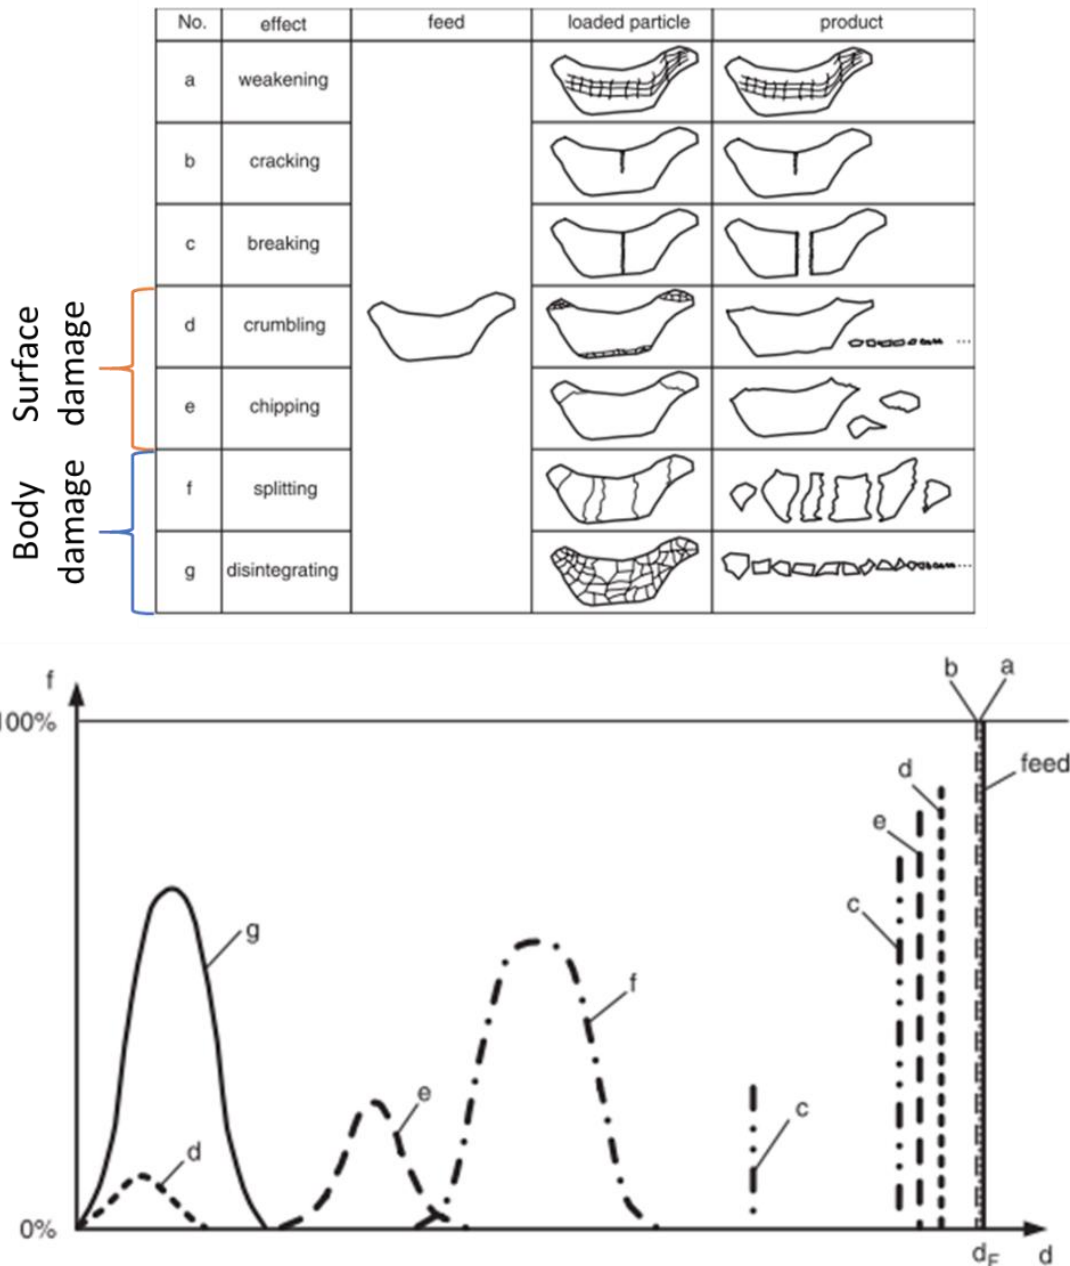 No. effect feed loaded particle product
a weakening
b cracking
c breaking
d crumbling
e chipping
f splitting
g disintegrating
Surface
damage
Body
damage
f
100%
b a
feed
d
e
c
g
f
e
c
d
0%
d_F d